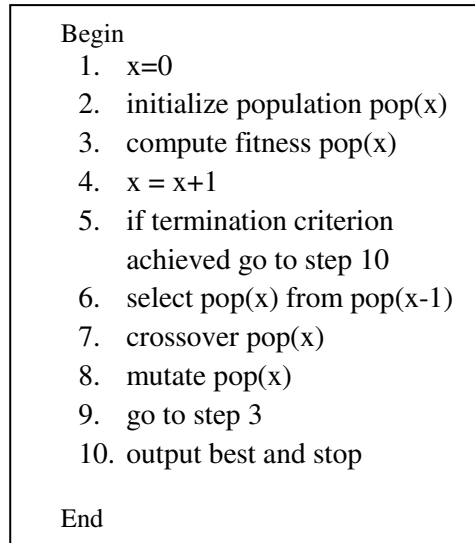 Begin
1. x=0
2. initialize population pop(x)
3. compute fitness pop(x)
4. x = x+1
5. if termination criterion
achieved go to step 10
6. select pop(x) from pop(x-1)
7. crossover pop(x)
8. mutate pop(x)
9. go to step 3
10. output best and stop
End